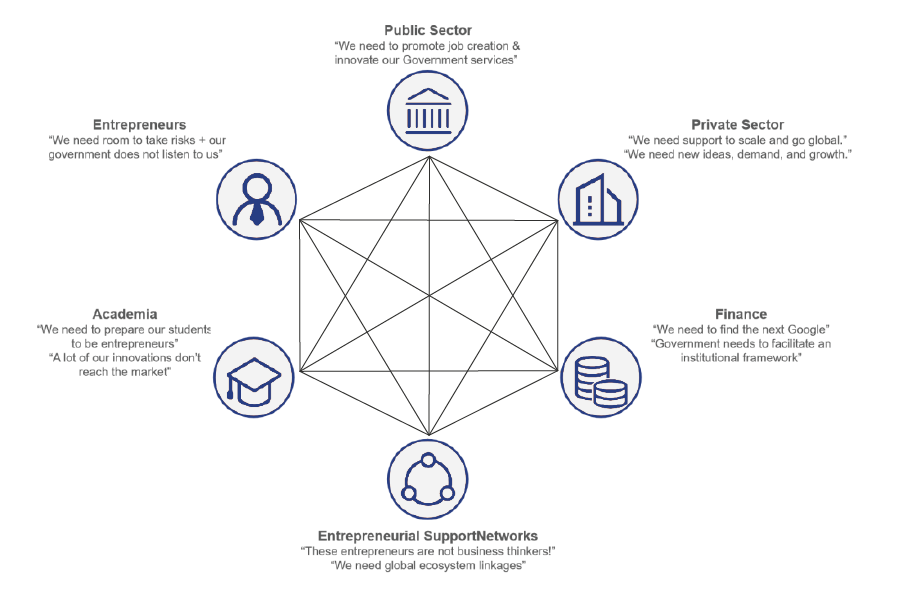 Public Sector
“We need to promote job creation &
innovate our Government services”
Entrepreneurs
“We need room to take risks + our
government does not listen to us”
Private Sector
“We need support to scale and go global.”
“We need new ideas, demand, and growth.”
Academia
“We need to prepare our students
to be entrepreneurs”
“A lot of our innovations don’t
reach the market”
Finance
“We need to find the next Google”
“Government needs to facilitate an
institutional framework”
Entrepreneurial SupportNetworks
“These entrepreneurs are not business thinkers!”
“We need global ecosystem linkages”